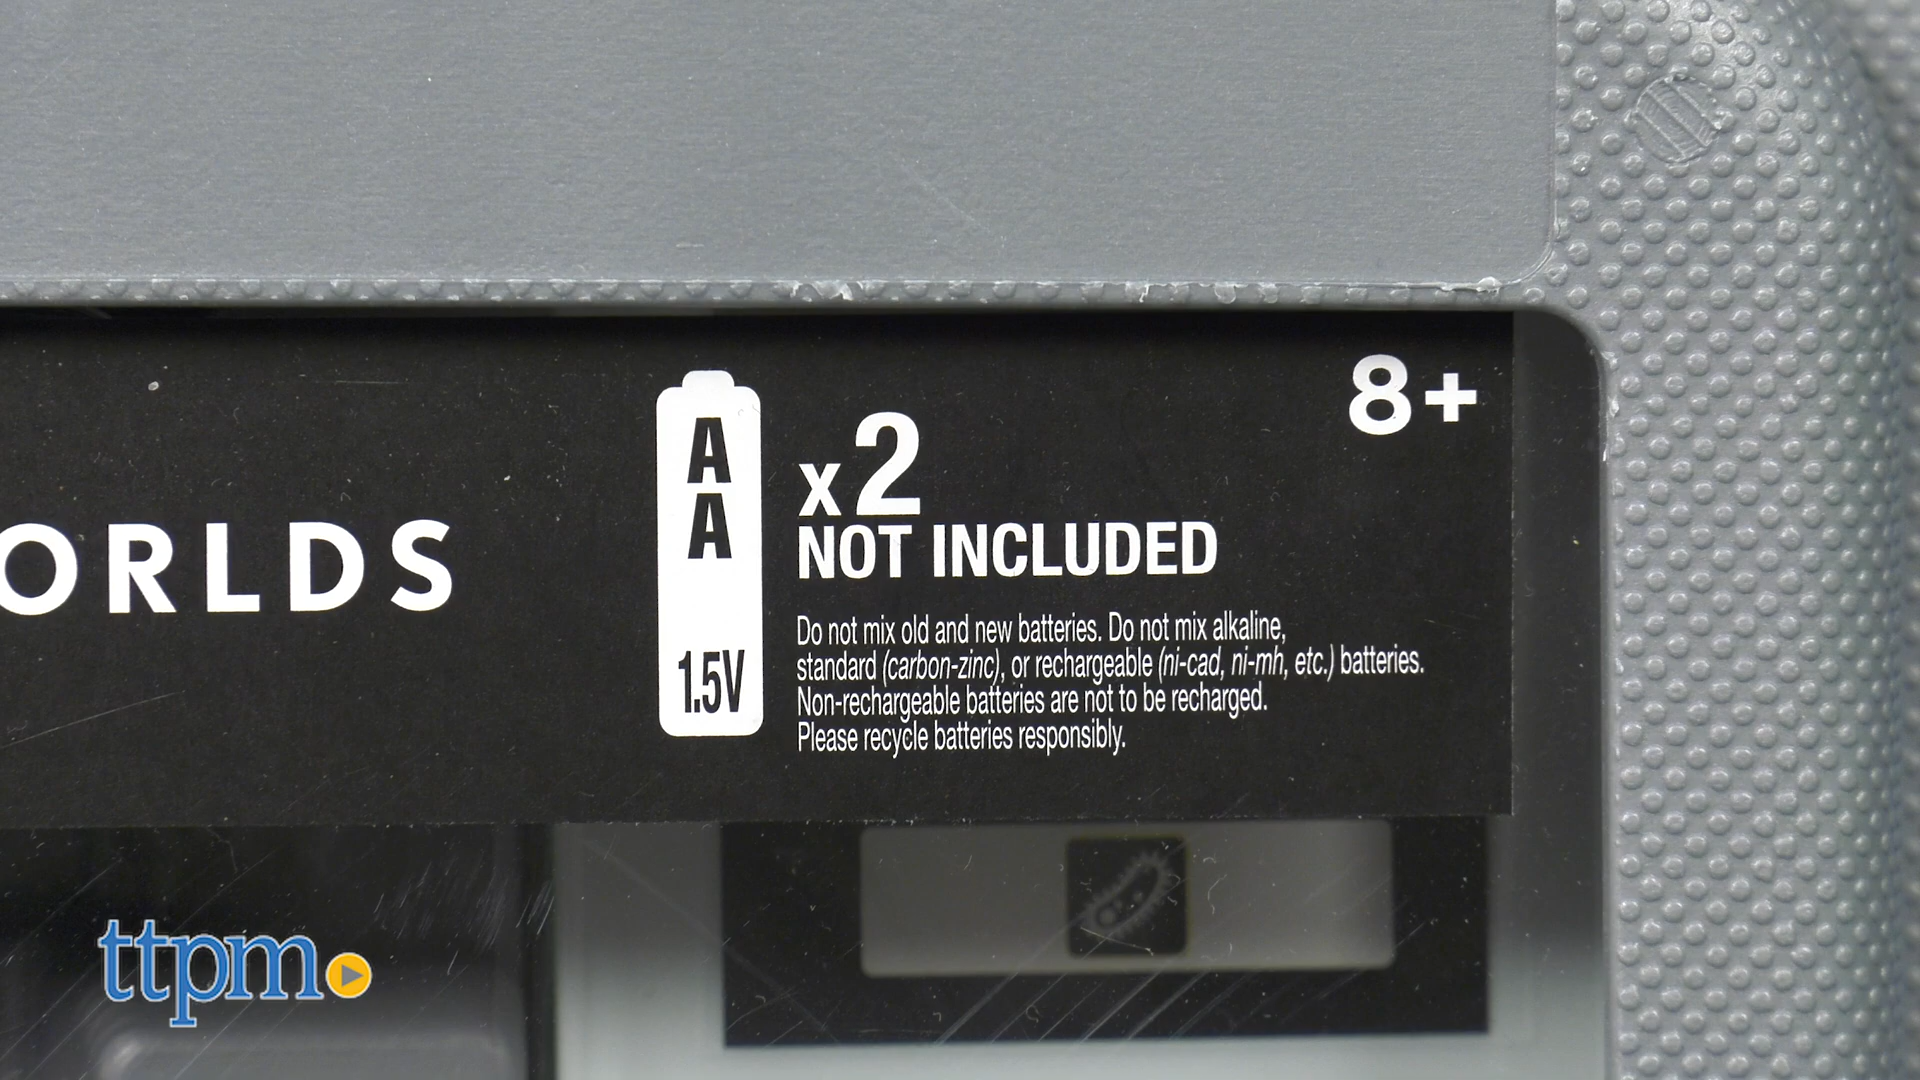 8+
ORLDS
AA
1.5V
x2
NOT INCLUDED
Do not mix old and new batteries. Do not mix alkaline,
standard (carbon-zinc), or rechargeable (ni-cad, ni-mh, etc.) batteries.
Non-rechargeable batteries are not to be recharged.
Please recycle batteries responsibly.
ttpm